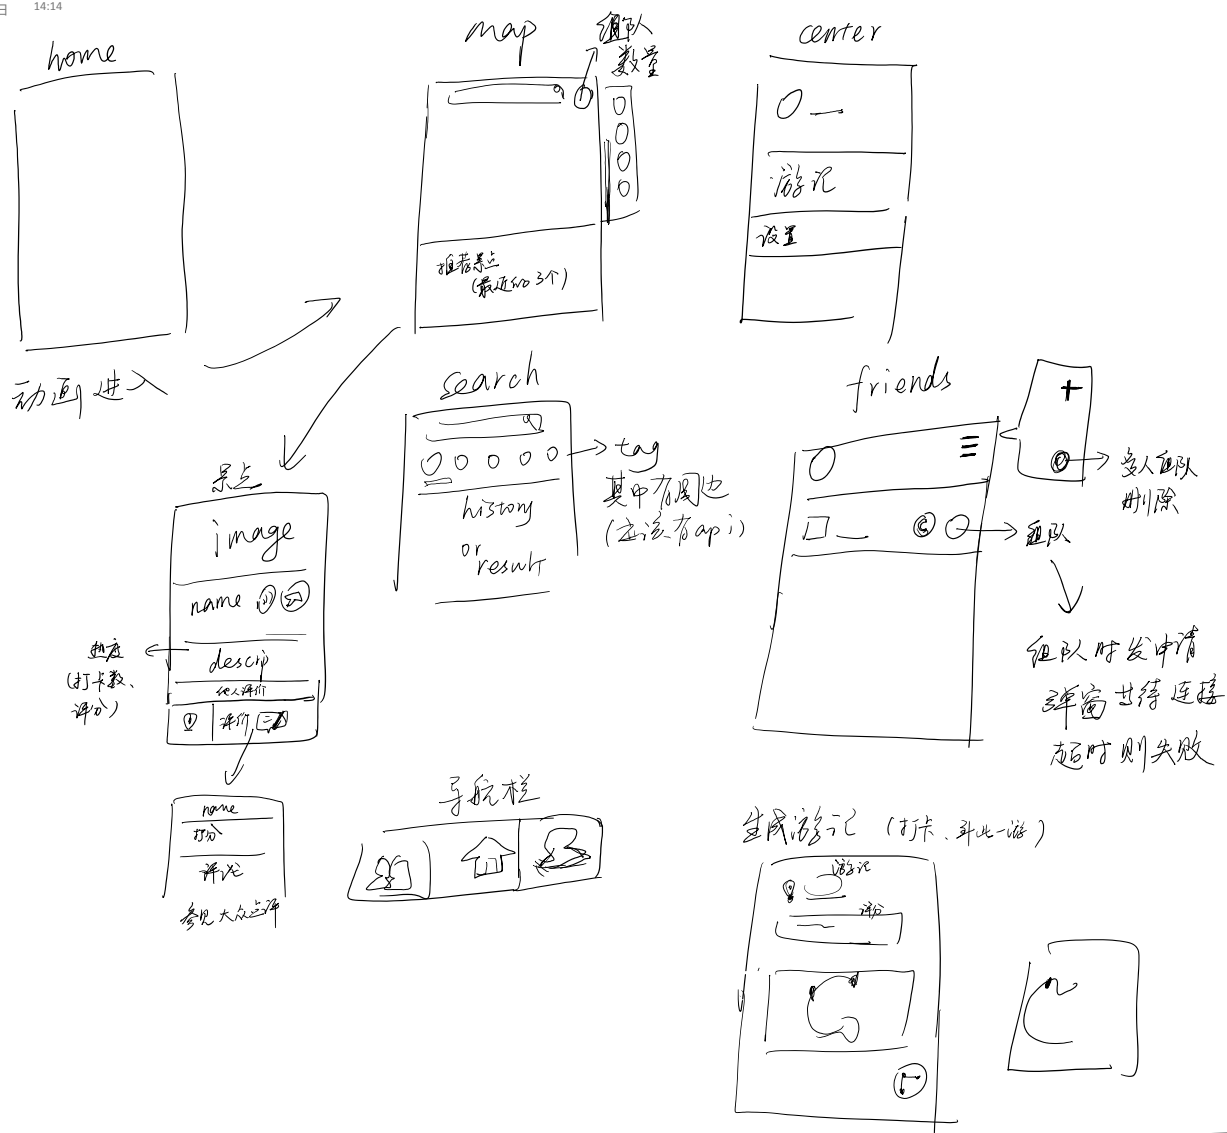 日
14:14
home
动画进入
map
组队
数量
推荐景点
(最近的3个)
center
游记
设置
search
tag
其中有周边
(应该有api)
history
or
result
friends
多人组队
删除
组队
组队时发申请
弹窗等待连接
超时则失败
景点
image
name
descrip
他人评价
评价
热度
(打卡数、
评分)
name
打分
评论
参见大众点评
导航栏
生成游记(打卡、到此一游)
游记
评分